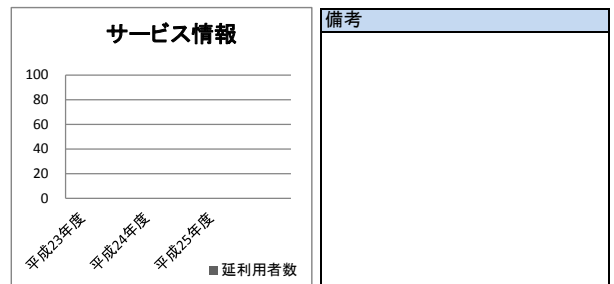 サービス情報
100
80
60
40
20
0
平成23年度
平成24年度
平成25年度
延利用者数
備考